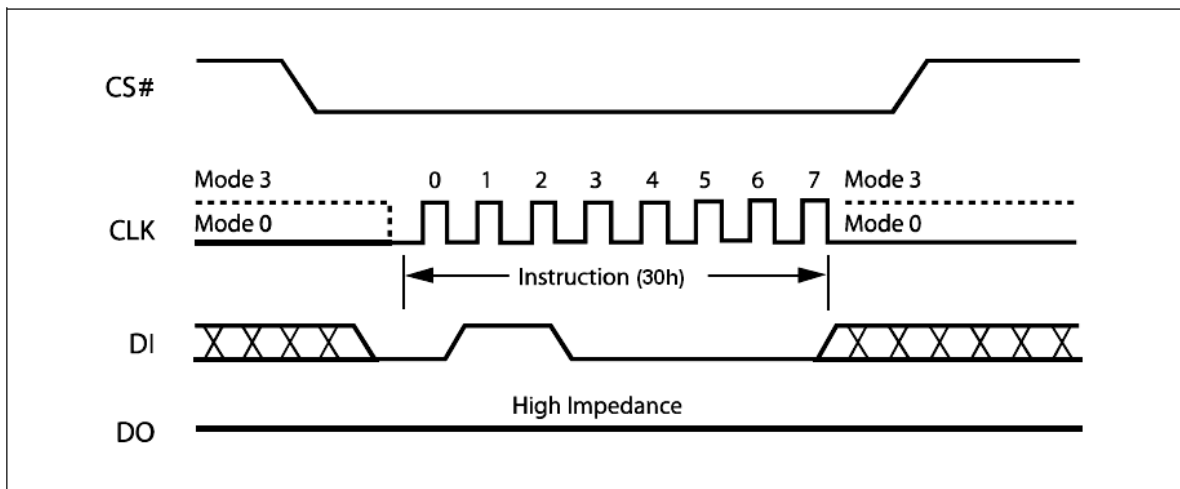 CS#
Mode 3 0 1 2 3 4 5 6 7 Mode 3
Mode 0 Mode 0
CLK
Instruction (30h)
DI
High Impedance
DO